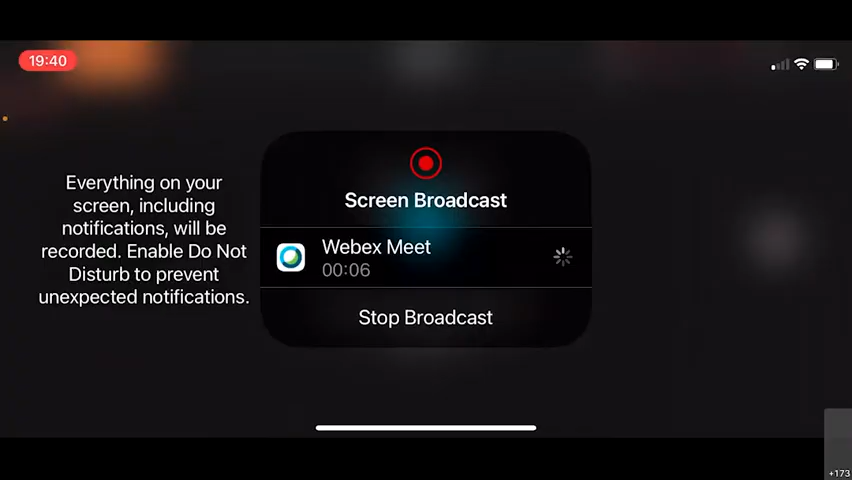 19:40
Everything on your
screen, including
notifications, will be
recorded. Enable Do Not
Disturb to prevent
unexpected notifications.
Screen Broadcast
Webex Meet
00:06
Stop Broadcast
+173